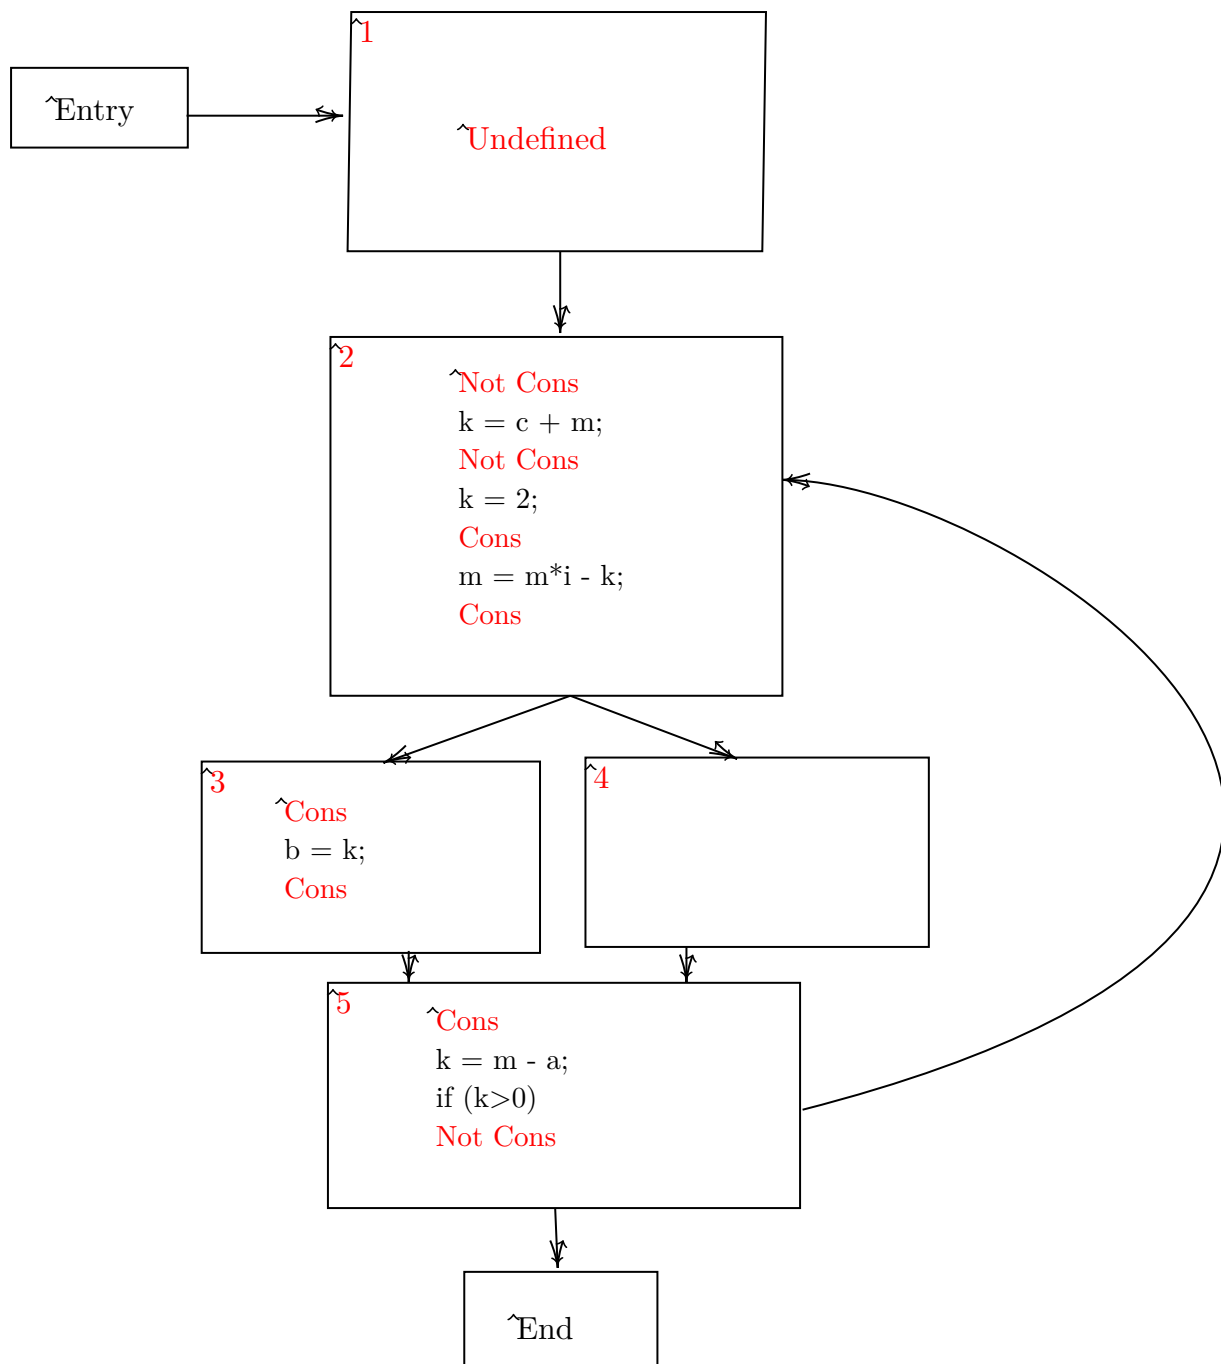 ^1
^Entry
^Undefined
^2
^Not Cons
k = c + m;
Not Cons
k = 2;
Cons
m = m*i - k;
Cons
^3
^Cons
b = k;
Cons
^4
^5
^Cons
k = m - a;
if (k>0)
Not Cons
^End